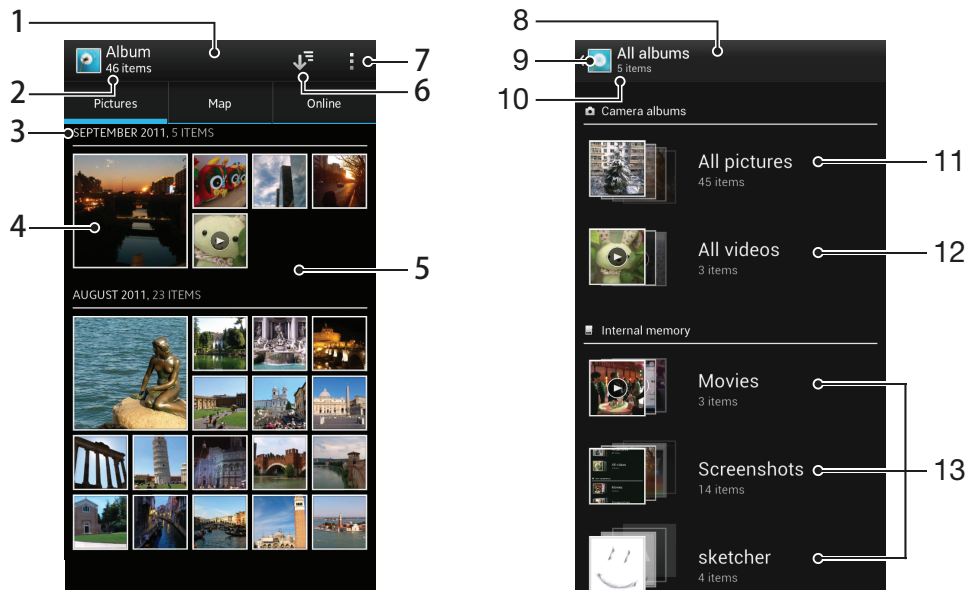 1
8
Album
46 items
7
9
All albums
5 items
2
6
10
Pictures
Map
Online
Camera albums
3
SEPTEMBER 2011, 5 ITEMS
All pictures
45 items
11
4
All videos
3 items
12
5
AUGUST 2011, 23 ITEMS
Internal memory
Movies
3 items
Screenshots
14 items
13
sketcher
4 items